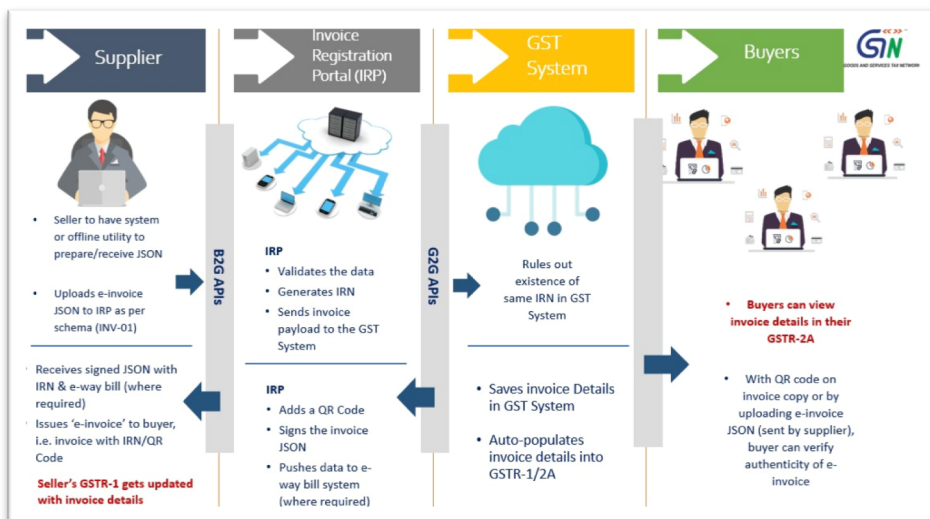 Supplier
Invoice
Registration
Portal (IRP)
GST
System
Buyers
GSTN
GOODS AND SERVICES TAX NETWORK
• Seller to have system
or offline utility to
prepare/receive JSON
• Uploads e-invoice
JSON to IRP as per
schema (INV-01)
Receives signed JSON with
IRN & e-way bill (where
required)
Issues ‘e-invoice’ to buyer,
i.e. invoice with IRN/QR
Code
Seller’s GSTR-1 gets updated
with invoice details
B2G APIs
IRP
• Validates the data
• Generates IRN
• Sends invoice
payload to the GST
System
IRP
• Adds a QR Code
• Signs the invoice
JSON
• Pushes data to e-
way bill system
(where required)
G2G APIs
Rules out
existence of
same IRN in GST
System
• Saves invoice Details
in GST System
• Auto-populates
invoice details into
GSTR-1/2A
• Buyers can view
invoice details in their
GSTR-2A
• With QR code on
invoice copy or by
uploading e-invoice
JSON (sent by supplier),
buyer can verify
authenticity of e-
invoice